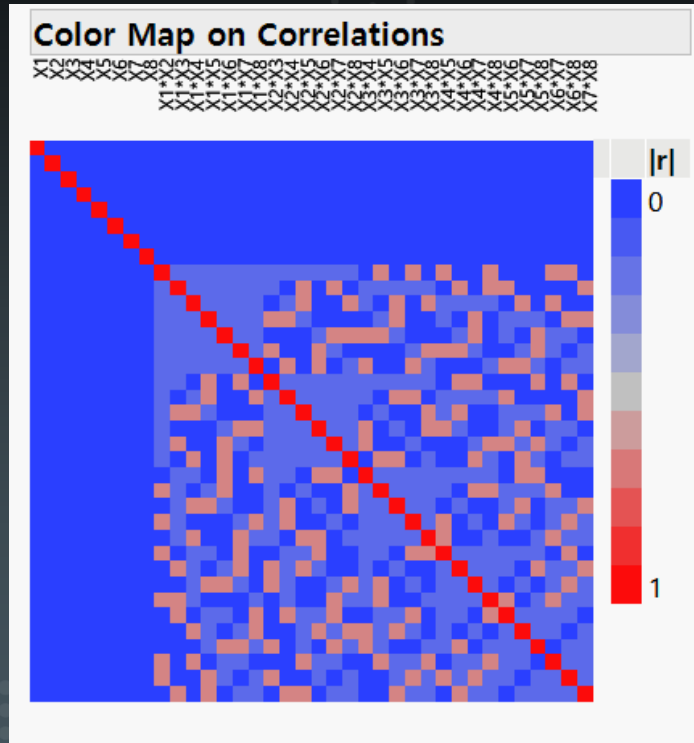 Color Map on Correlations
X1
X2
X3
X4
X5
X6
X7
X8
X1*X2
X1*X3
X1*X4
X1*X5
X1*X6
X1*X7
X1*X8
X2*X3
X2*X4
X2*X5
X2*X6
X2*X7
X2*X8
X3*X4
X3*X5
X3*X6
X3*X7
X3*X8
X4*X5
X4*X6
X4*X7
X4*X8
X5*X6
X5*X7
X5*X8
X6*X7
X6*X8
X7*X8
|r|
0
1